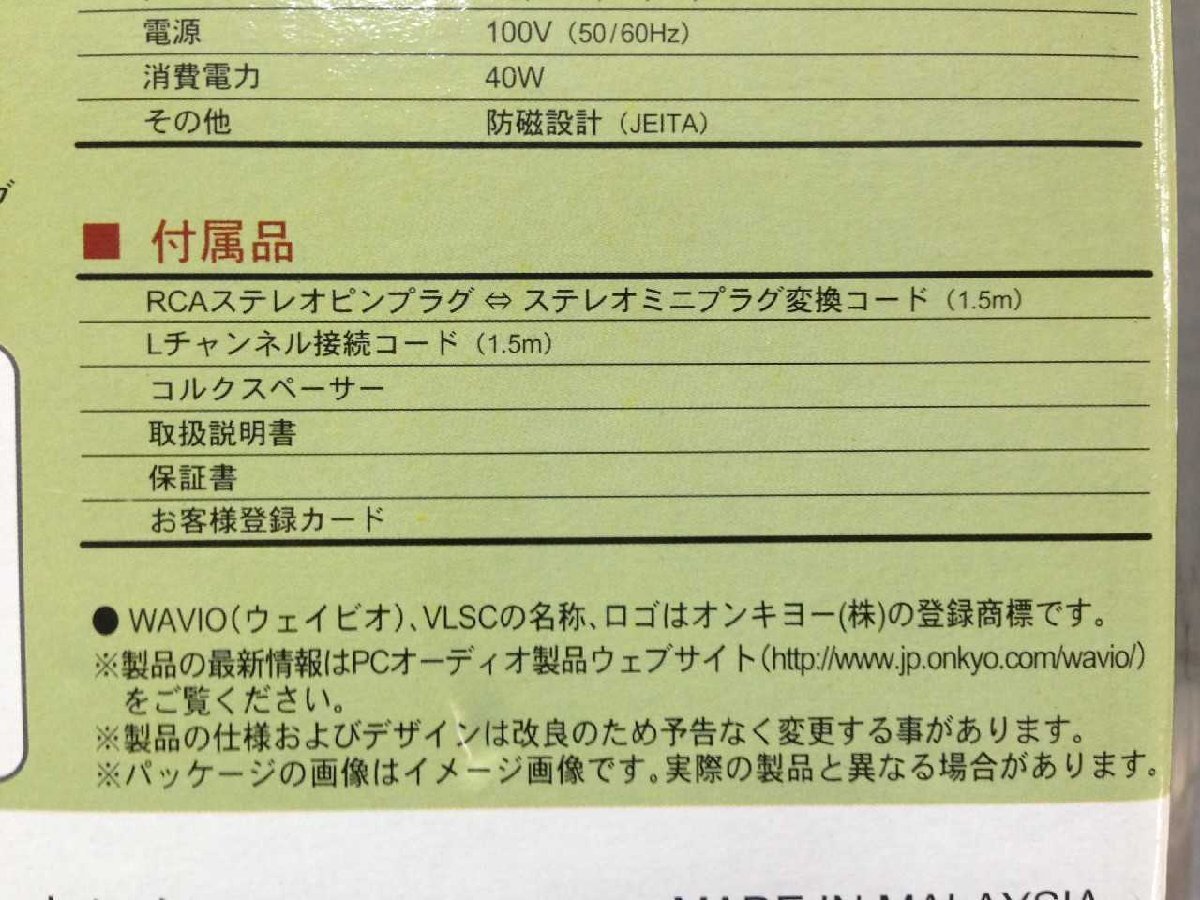 電源 100V（50/60Hz）
消費電力 40W
その他 防磁設計（JEITA）
■ 付属品
RCAステレオピンプラグ ⇔ ステレオミニプラグ変換コード（1.5m）
Lチャンネル接続コード（1.5m）
コルクスペーサー
取扱説明書
保証書
お客様登録カード
●WAVIO（ウェイビオ）、VLSCの名称、ロゴはオンキヨー(株)の登録商標です。
※製品の最新情報はPCオーディオ製品ウェブサイト（http://www.jp.onkyo.com/wavio/）
をご覧ください。
※製品の仕様およびデザインは改良のため予告なく変更する事があります。
※パッケージの画像はイメージ画像です。実際の製品と異なる場合があります。
MADE IN MALAYSIA